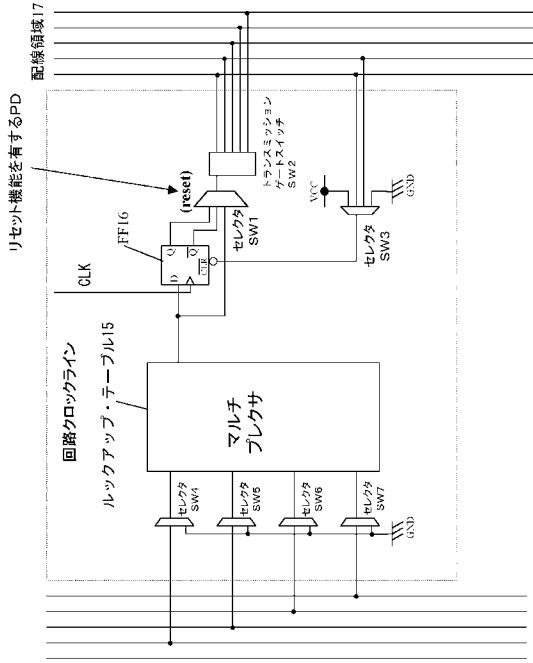 リセット機能を有するPD
配線領域17
(reset)
FF16
CLK
D
Q
Q
CLR
セレクタ
SW1
トランスミッション
ゲートスイッチ
SW2
VCC
GND
セレクタ
SW3
回路クロックライン
ルックアップ・テーブル15
マルチ
プレクサ
セレクタ
SW4
セレクタ
SW5
セレクタ
SW6
セレクタ
SW7
GND